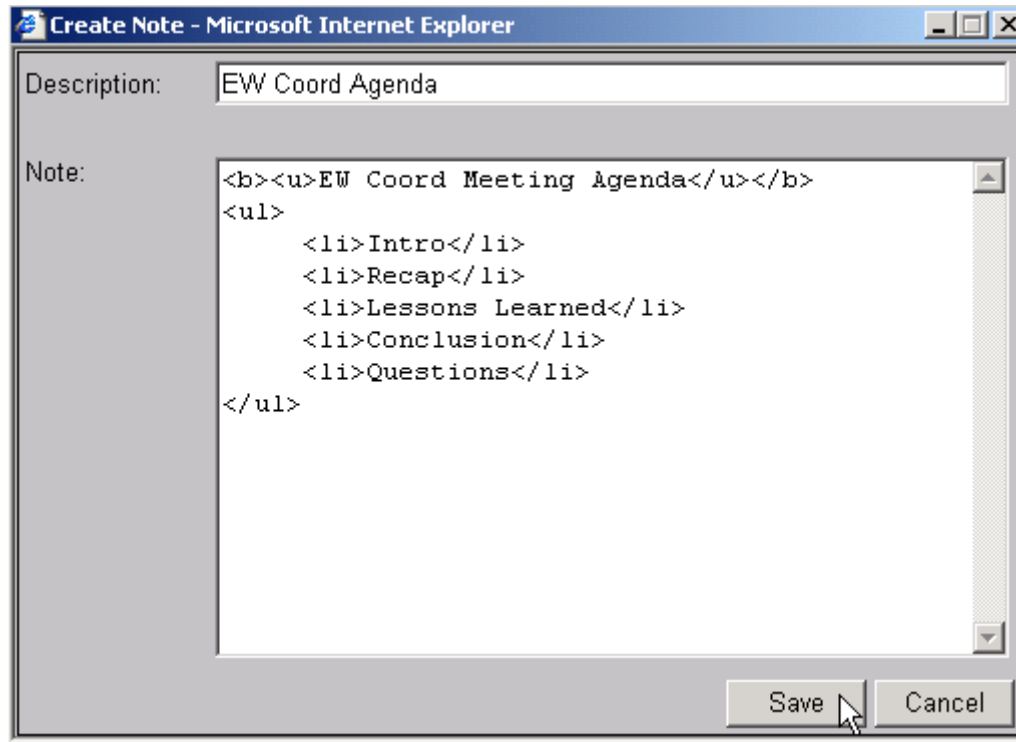 Create Note - Microsoft Internet Explorer
Description: EW Coord Agenda
Note:
<b><u>EW Coord Meeting Agenda</u></b>
<ul>
<li>Intro</li>
<li>Recap</li>
<li>Lessons Learned</li>
<li>Conclusion</li>
<li>Questions</li>
</ul>
Save Cancel